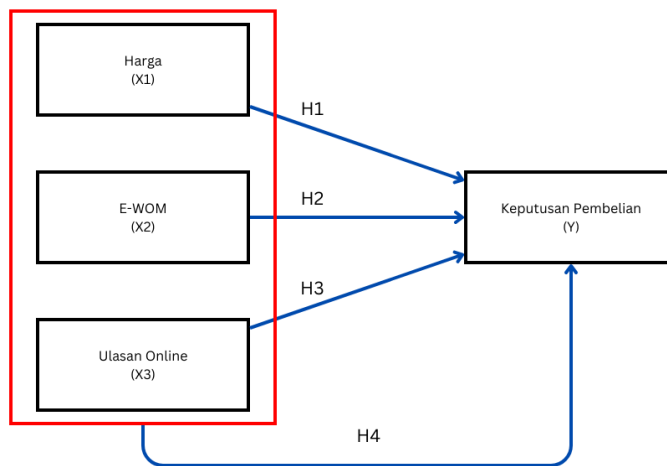 Harga
(X1)
H1
E-WOM
(X2)
H2
Keputusan Pembelian
(Y)
H3
Ulasan Online
(X3)
H4